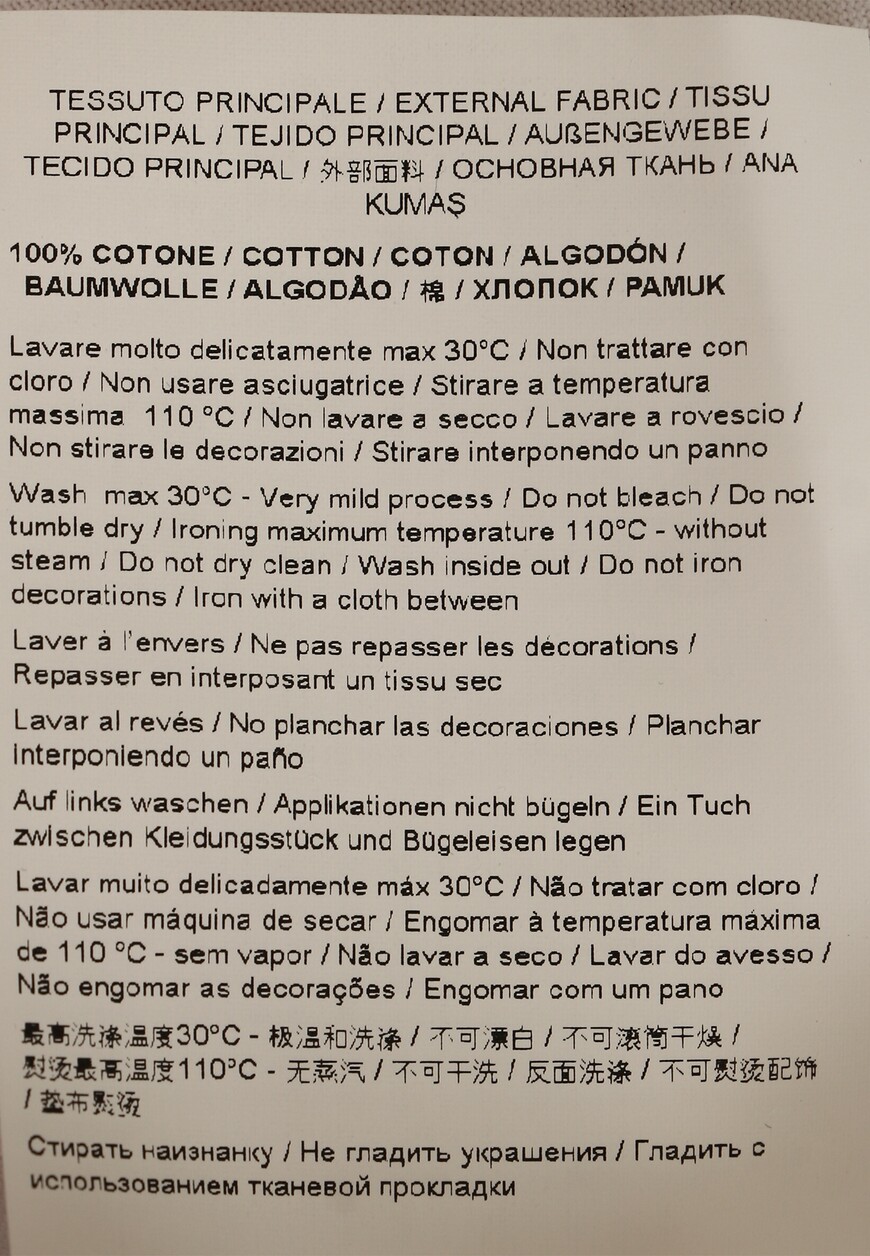 TESSUTO PRINCIPALE / EXTERNAL FABRIC / TISSU
PRINCIPAL / TEJIDO PRINCIPAL / AUßENGEWEBE /
TECIDO PRINCIPAL / 外部面料 / ОСНОВНАЯ ТКАНЬ / ANA
KUMAŞ
100% COTONE / COTTON / COTON / ALGODÓN /
BAUMWOLLE / ALGODÃO / 棉 / ХЛОПОК / PAMUK
Lavare molto delicatamente max 30°C / Non trattare con
cloro / Non usare asciugatrice / Stirare a temperatura
massima 110 °C / Non lavare a secco / Lavare a rovescio /
Non stirare le decorazioni / Stirare interponendo un panno
Wash max 30°C - Very mild process / Do not bleach / Do not
tumble dry / Ironing maximum temperature 110°C - without
steam / Do not dry clean / Wash inside out / Do not iron
decorations / Iron with a cloth between
Laver à l'envers / Ne pas repasser les décorations /
Repasser en interposant un tissu sec
Lavar al revés / No planchar las decoraciones / Planchar
interponiendo un paño
Auf links waschen / Applikationen nicht bügeln / Ein Tuch
zwischen Kleidungsstück und Bügeleisen legen
Lavar muito delicadamente máx 30°C / Não tratar com cloro /
Não usar máquina de secar / Engomar à temperatura máxima
de 110 °C - sem vapor / Não lavar a seco / Lavar do avesso /
Não engomar as decorações / Engomar com um pano
最高洗涤温度30°C - 极温和洗涤 / 不可漂白 / 不可滚筒干燥 /
熨烫最高温度110°C - 无蒸汽 / 不可干洗 / 反面洗涤 / 不可熨烫配饰
/ 垫布熨烫
Стирать наизнанку / Не гладить украшения / Гладить с
использованием тканевой прокладки